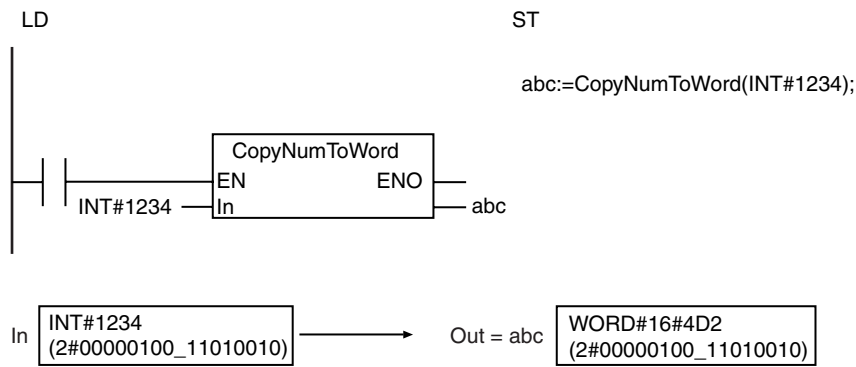 LD
ST
abc:=CopyNumToWord(INT#1234);
CopyNumToWord
EN ENO
INT#1234 In abc
In
INT#1234
(2#00000100_11010010)
Out = abc
WORD#16#4D2
(2#00000100_11010010)